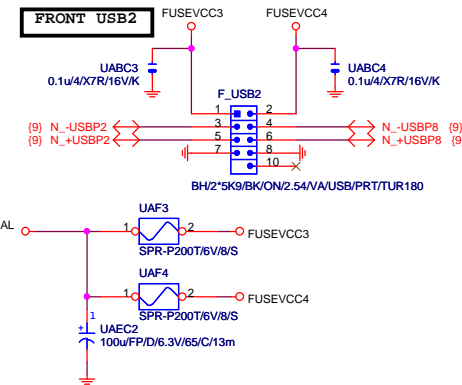 FRONT USB2
FUSEVCC3
FUSEVCC4
UABC3
0.1u/4/X7R/16V/K
UABC4
0.1u/4/X7R/16V/K
F_USB2
1 2
3 4
5 6
7 8
10
{9} N_-USBP2
{9} N_+USBP2
N_-USBP8 {9}
N_+USBP8 {9
BH/2*5K9/BK/ON/2.54/VA/USB/PRT/TUR180
UAF3
AL
1 2
FUSEVCC3
SPR-P200T/6V/8/S
UAF4
1 2
FUSEVCC4
SPR-P200T/6V/8/S
1
+
UAEC2
100u/FP/D/6.3V/65/C/13m